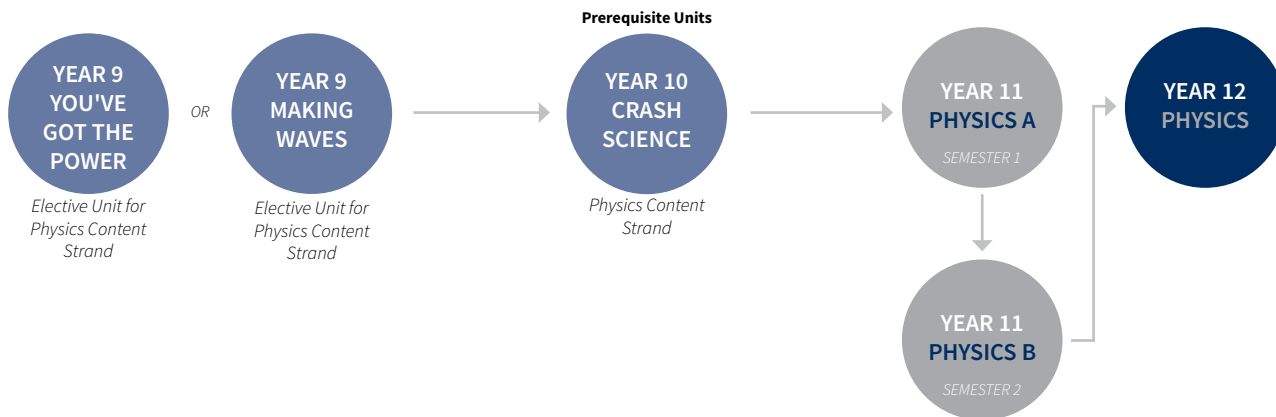 Prerequisite Units
YEAR 9
YOU'VE
GOT THE
POWER
Elective Unit for
Physics Content
Strand
OR
YEAR 9
MAKING
WAVES
Elective Unit for
Physics Content
Strand
YEAR 10
CRASH
SCIENCE
Physics Content
Strand
YEAR 11
PHYSICS A
SEMESTER 1
YEAR 11
PHYSICS B
SEMESTER 2
YEAR 12
PHYSICS